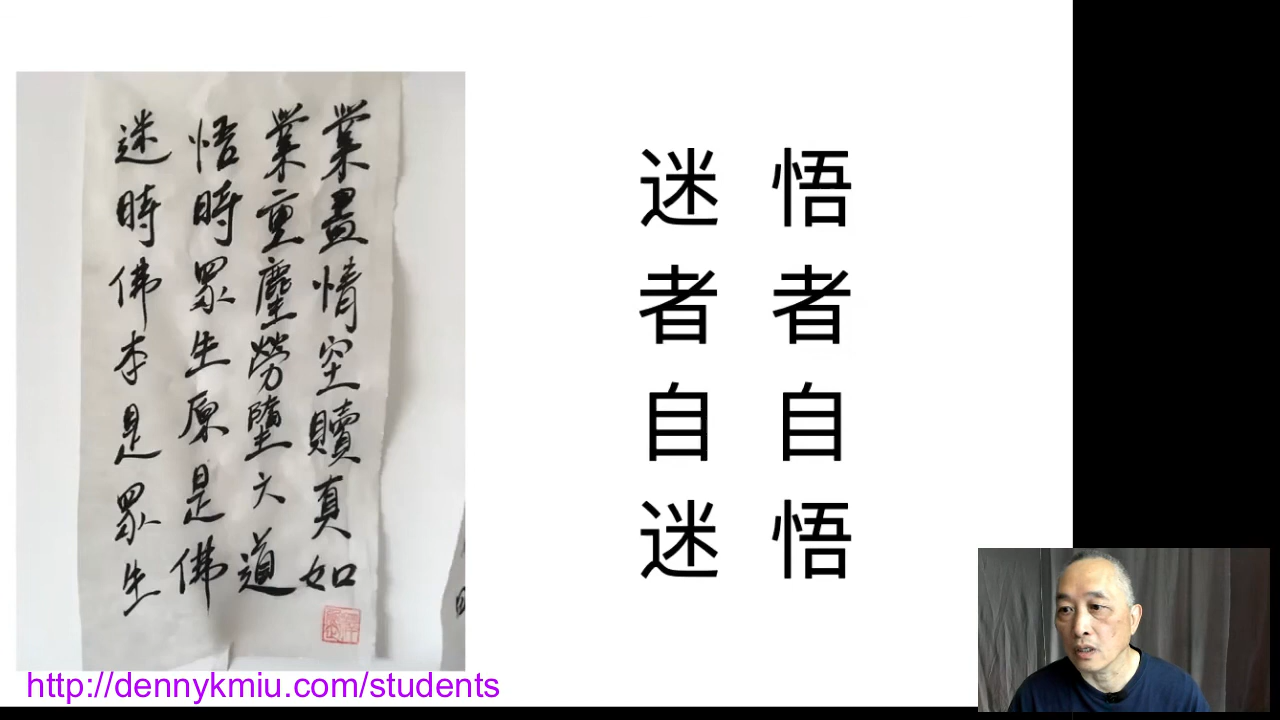 迷時佛本是眾生
悟時眾生原是佛
業重塵勞墮六道
業盡情空贖真如
迷者自迷
悟者自悟
http://dennykmiu.com/students